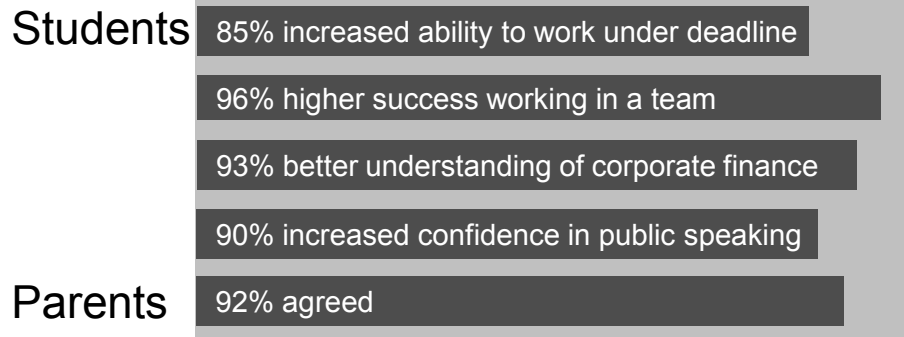 Students
85% increased ability to work under deadline
96% higher success working in a team
93% better understanding of corporate finance
90% increased confidence in public speaking
Parents
92% agreed